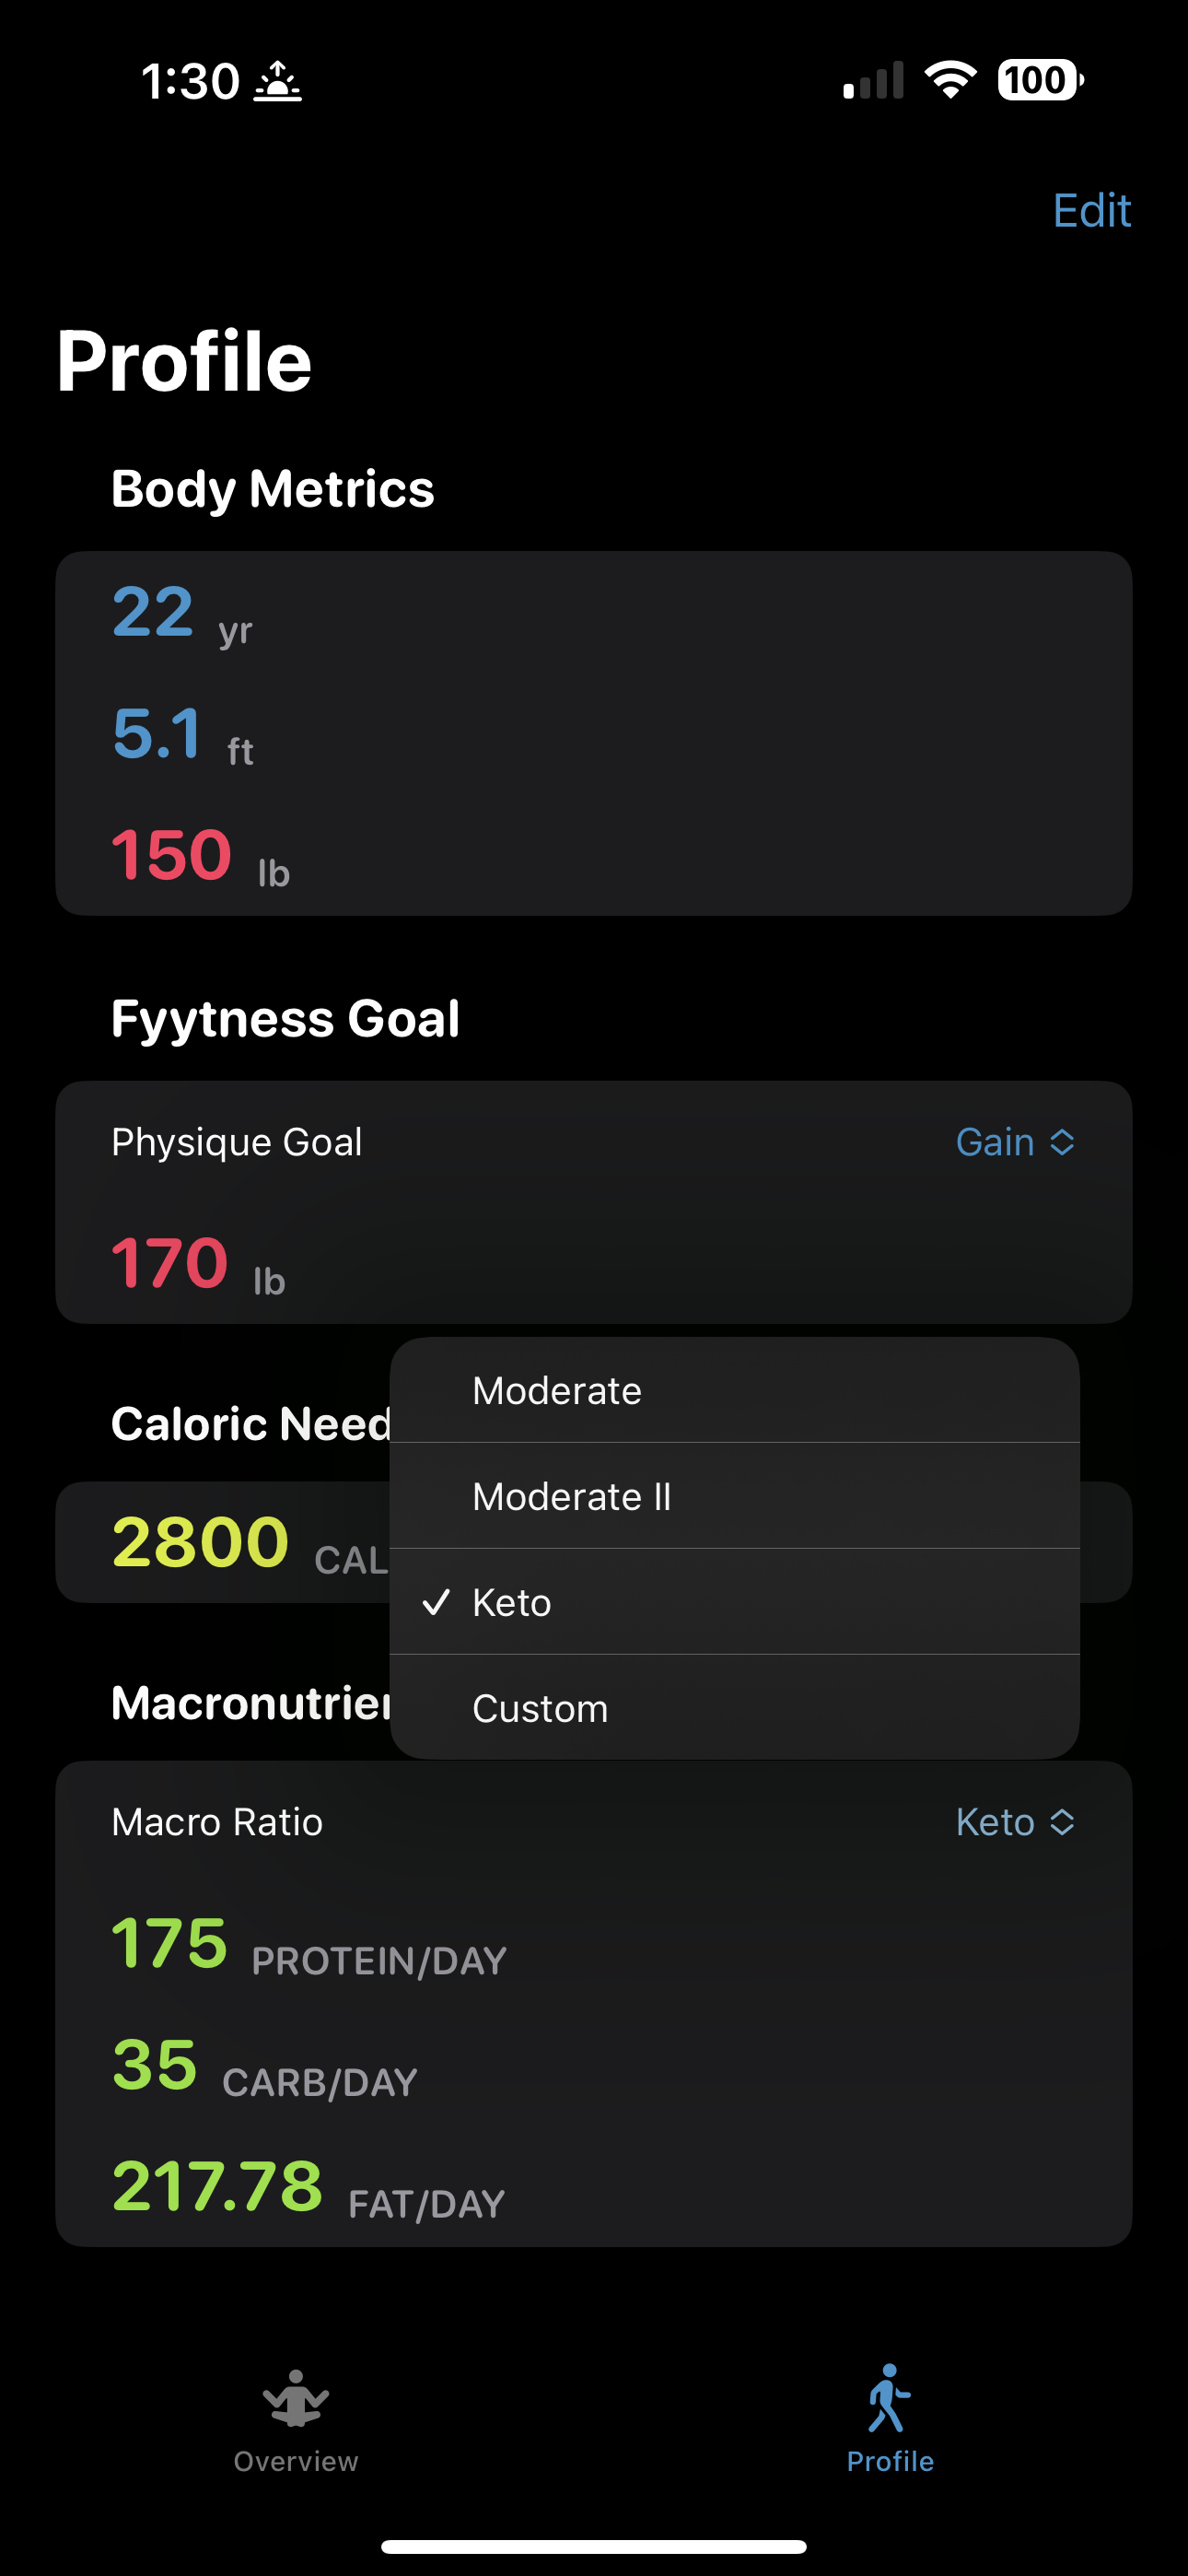 1:30
100
Edit
Profile
Body Metrics
22 yr
5.1 ft
150 lb
Fyytness Goal
Physique Goal Gain
170 lb
Caloric Need
2800 CAL
Moderate
Moderate II
Keto
Custom
Macronutrie
Macro Ratio Keto
175 PROTEIN/DAY
35 CARB/DAY
217.78 FAT/DAY
Overview
Profile